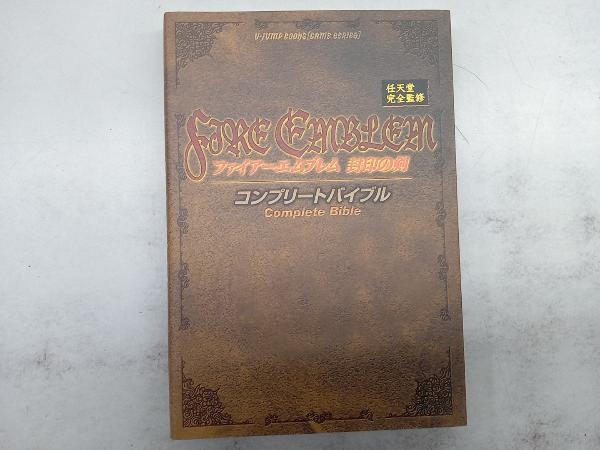 V-JUMP BOOKS[GAME SERIES]
任天堂
完全監修
FIRE EMBLEM
ファイアーエムブレム 封印の剣
コンプリートバイブル
Complete Bible